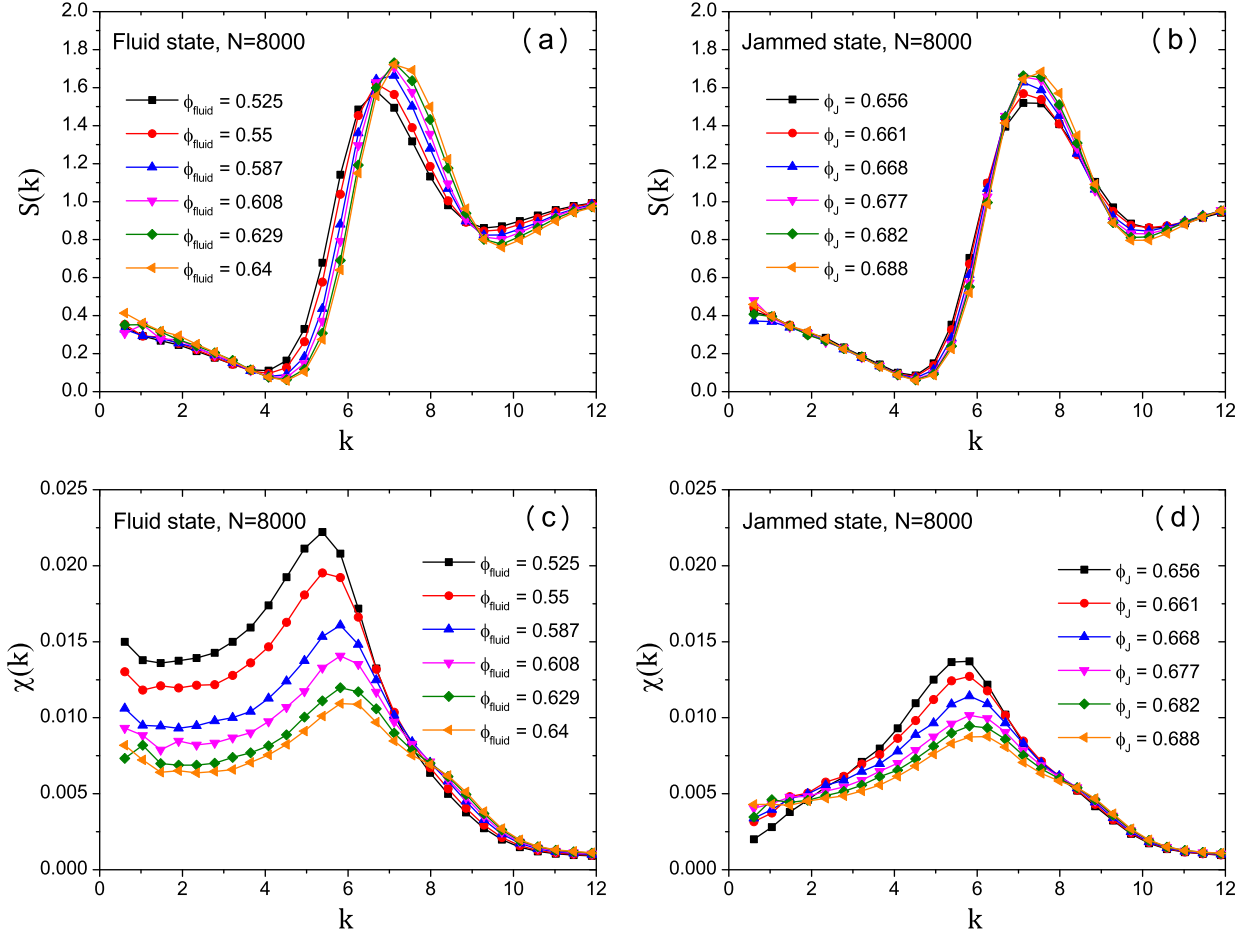 Fluid state, N=8000
(a)
ϕfluid = 0.525
ϕfluid = 0.55
ϕfluid = 0.587
ϕfluid = 0.608
ϕfluid = 0.629
ϕfluid = 0.64
S(k)
2.0
1.8
1.6
1.4
1.2
1.0
0.8
0.6
0.4
0.2
0.0
0 2 4 6 8 10 12
k
Jammed state, N=8000
(b)
ϕJ = 0.656
ϕJ = 0.661
ϕJ = 0.668
ϕJ = 0.677
ϕJ = 0.682
ϕJ = 0.688
S(k)
2.0
1.8
1.6
1.4
1.2
1.0
0.8
0.6
0.4
0.2
0.0
0 2 4 6 8 10 12
k
Fluid state, N=8000
(c)
ϕfluid = 0.525
ϕfluid = 0.55
ϕfluid = 0.587
ϕfluid = 0.608
ϕfluid = 0.629
ϕfluid = 0.64
χ(k)
0.025
0.020
0.015
0.010
0.005
0.000
0 2 4 6 8 10 12
k
Jammed state, N=8000
(d)
ϕJ = 0.656
ϕJ = 0.661
ϕJ = 0.668
ϕJ = 0.677
ϕJ = 0.682
ϕJ = 0.688
χ(k)
0.025
0.020
0.015
0.010
0.005
0.000
0 2 4 6 8 10 12
k